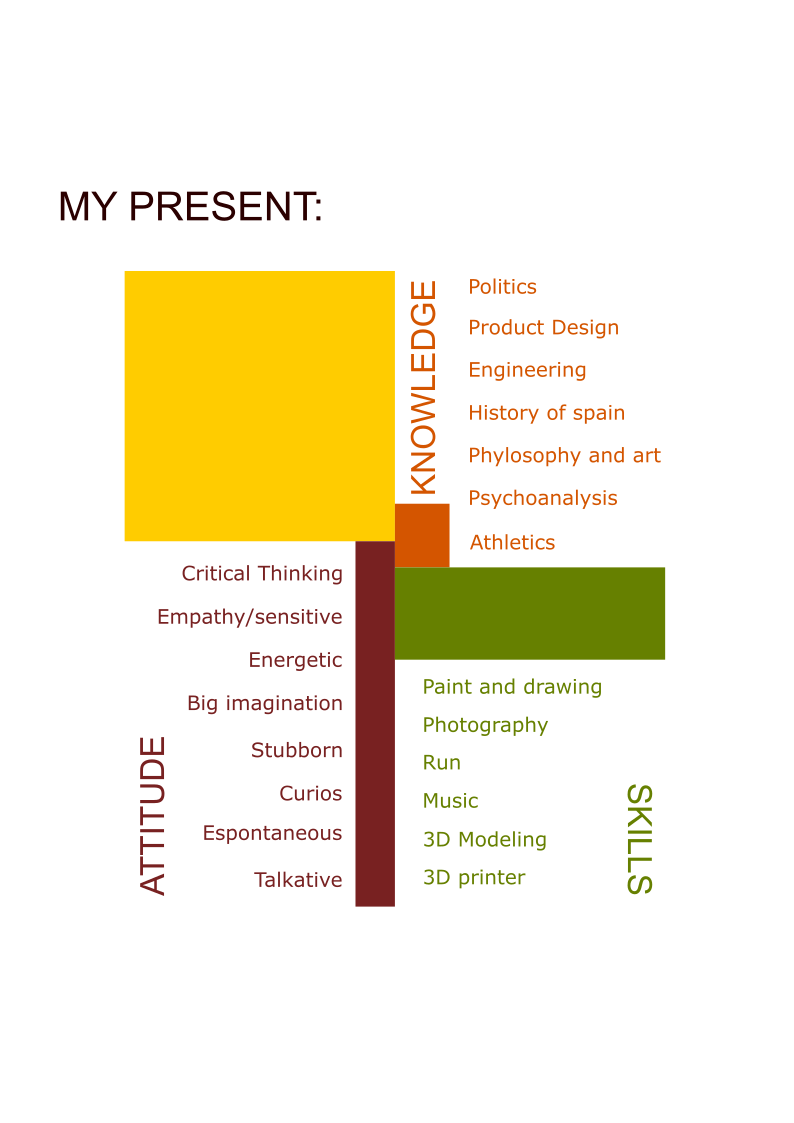 MY PRESENT:
KNOWLEDGE
Politics
Product Design
Engineering
History of spain
Phylosophy and art
Psychoanalysis
Athletics
ATTITUDE
Critical Thinking
Empathy/sensitive
Energetic
Big imagination
Stubborn
Curios
Espontaneous
Talkative
SKILLS
Paint and drawing
Photography
Run
Music
3D Modeling
3D printer